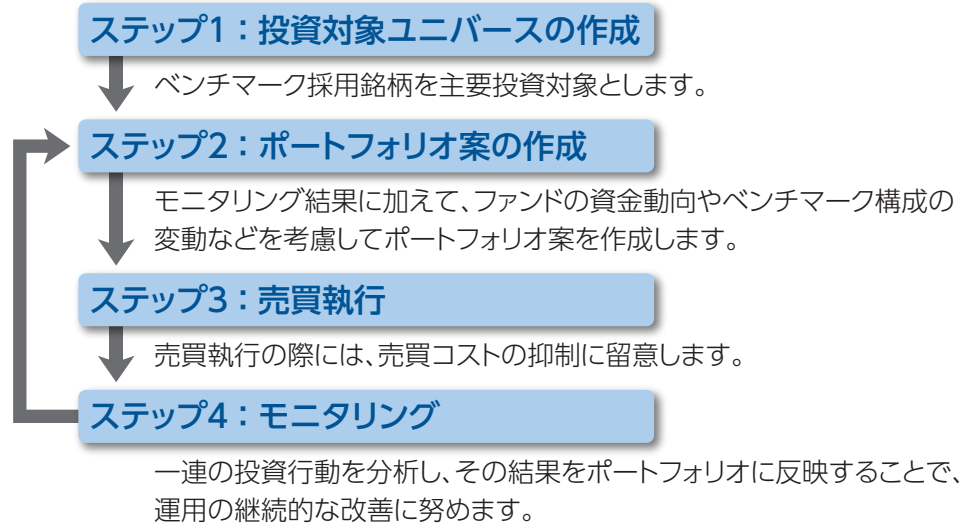 ステップ1：投資対象ユニバースの作成
ベンチマーク採用銘柄を主要投資対象とします。
ステップ2：ポートフォリオ案の作成
モニタリング結果に加えて、ファンドの資金動向やベンチマーク構成の
変動などを考慮してポートフォリオ案を作成します。
ステップ3：売買執行
売買執行の際には、売買コストの抑制に留意します。
ステップ4：モニタリング
一連の投資行動を分析し、その結果をポートフォリオに反映することで、
運用の継続的な改善に努めます。